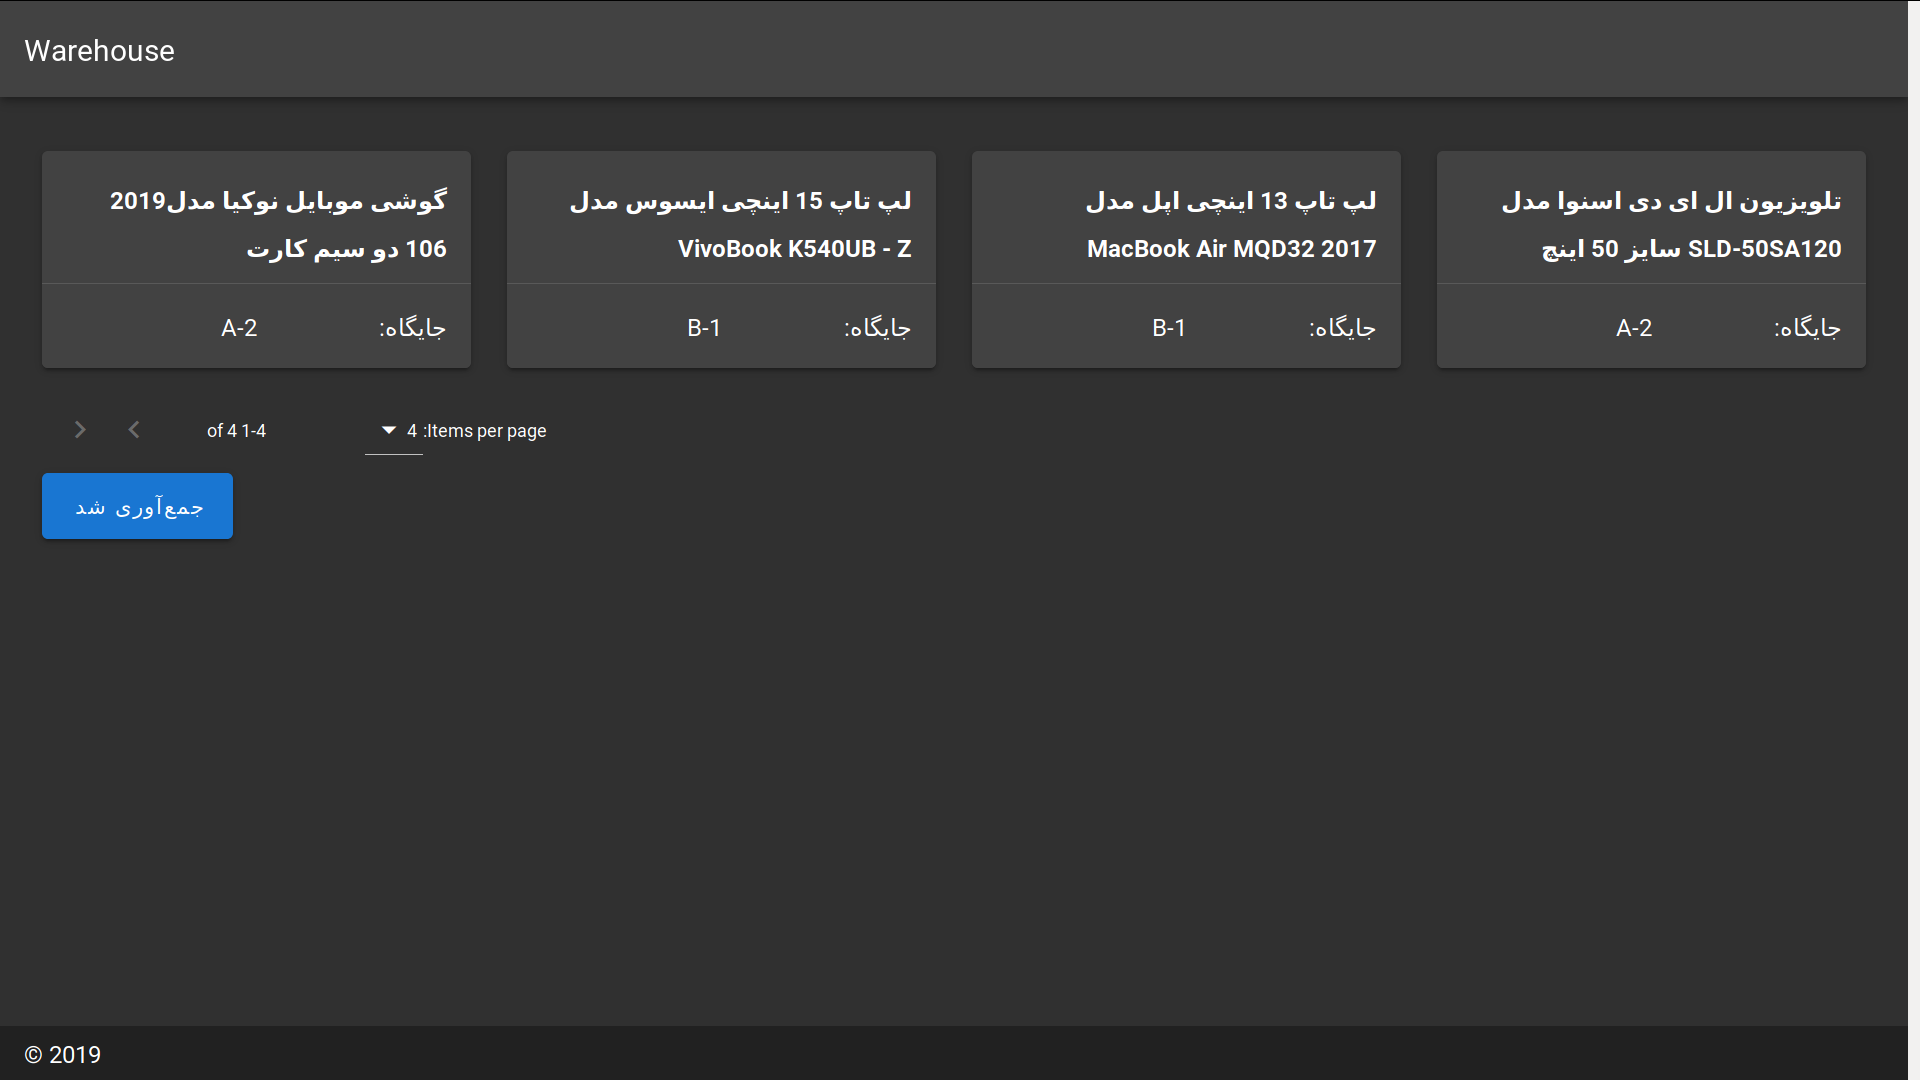 Warehouse
تلویزیون ال ای دی اسنوا مدل
SLD-50SA120 سایز 50 اینچ
جایگاه: A-2
لپ تاپ 13 اینچی اپل مدل
MacBook Air MQD32 2017
جایگاه: B-1
لپ تاپ 15 اینچی ایسوس مدل
VivoBook K540UB - Z
جایگاه: B-1
گوشی موبایل نوکیا مدل2019
106 دو سیم کارت
جایگاه: A-2
of 4 1-4 4 :Items per page
جمع‌آوری شد
© 2019